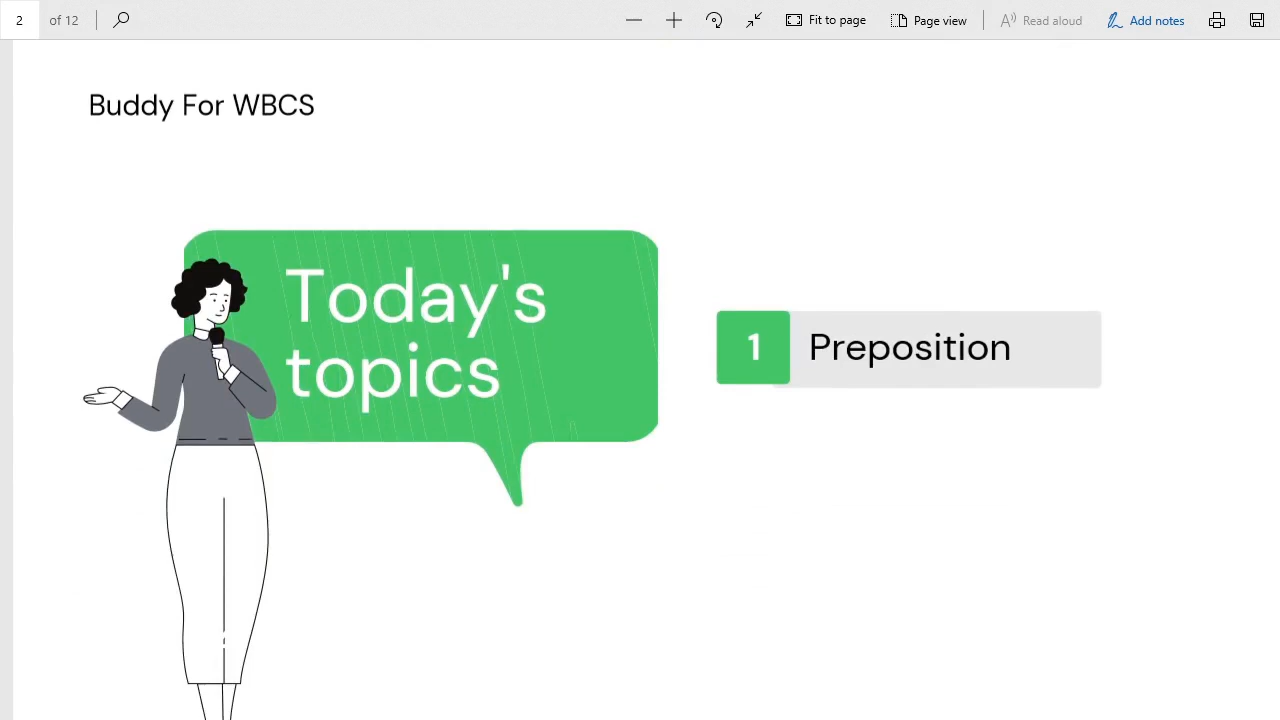 2 of 12
Fit to page
Page view
Read aloud
Add notes
Buddy For WBCS
Today's
topics
1 Preposition